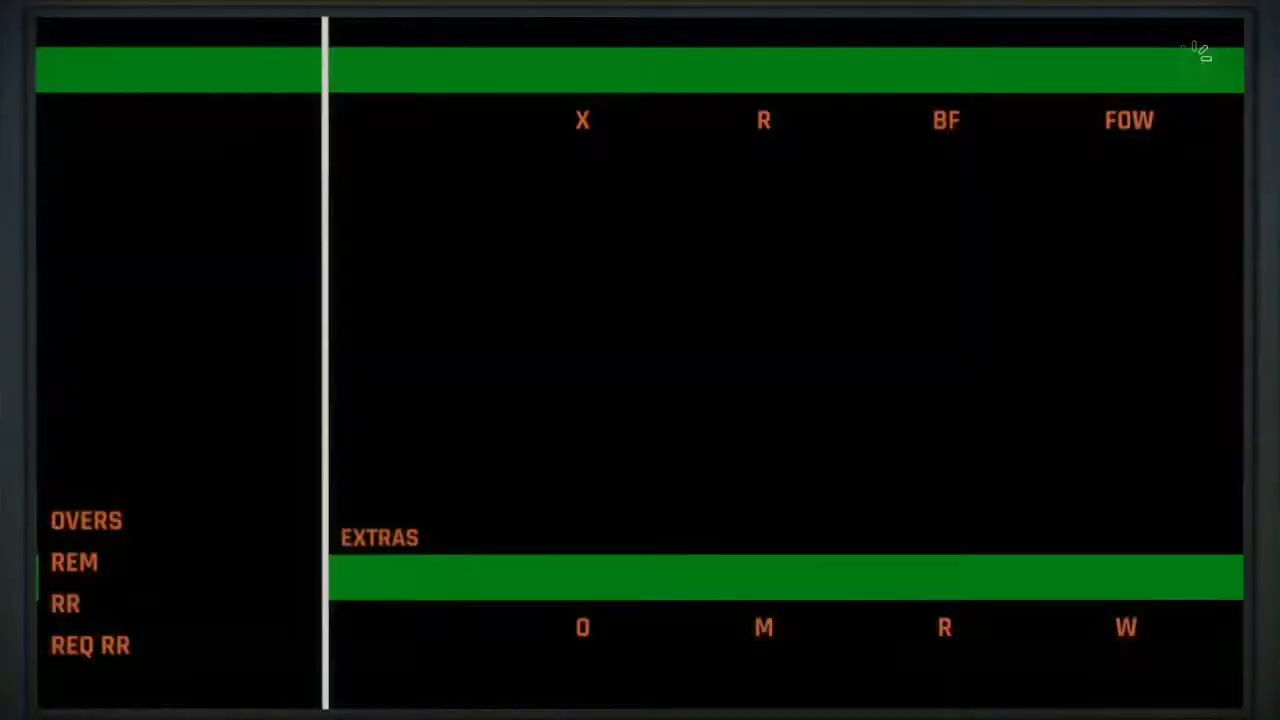 X R BF FOW
OVERS
REM
RR
REQ RR
EXTRAS
O M R W